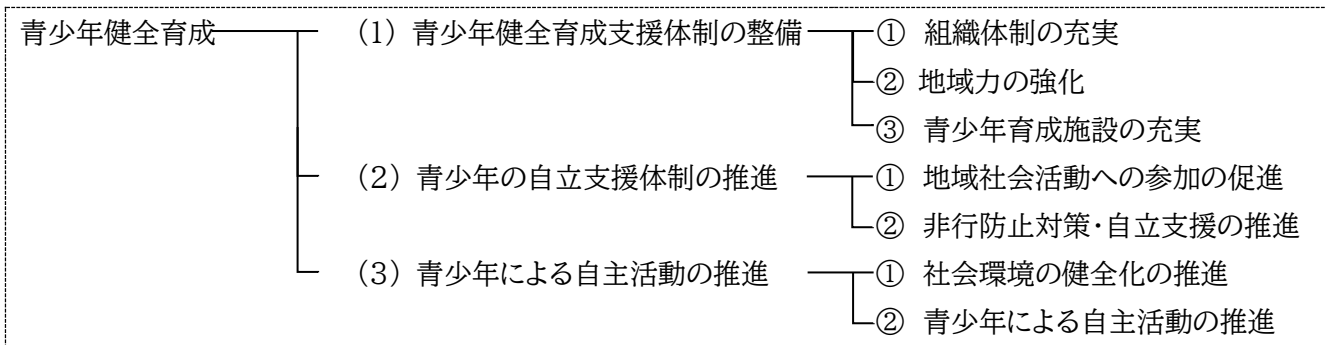 青少年健全育成 (1) 青少年健全育成支援体制の整備 ① 組織体制の充実
② 地域力の強化
③ 青少年育成施設の充実
(2) 青少年の自立支援体制の推進 ① 地域社会活動への参加の促進
② 非行防止対策・自立支援の推進
(3) 青少年による自主活動の推進 ① 社会環境の健全化の推進
② 青少年による自主活動の推進